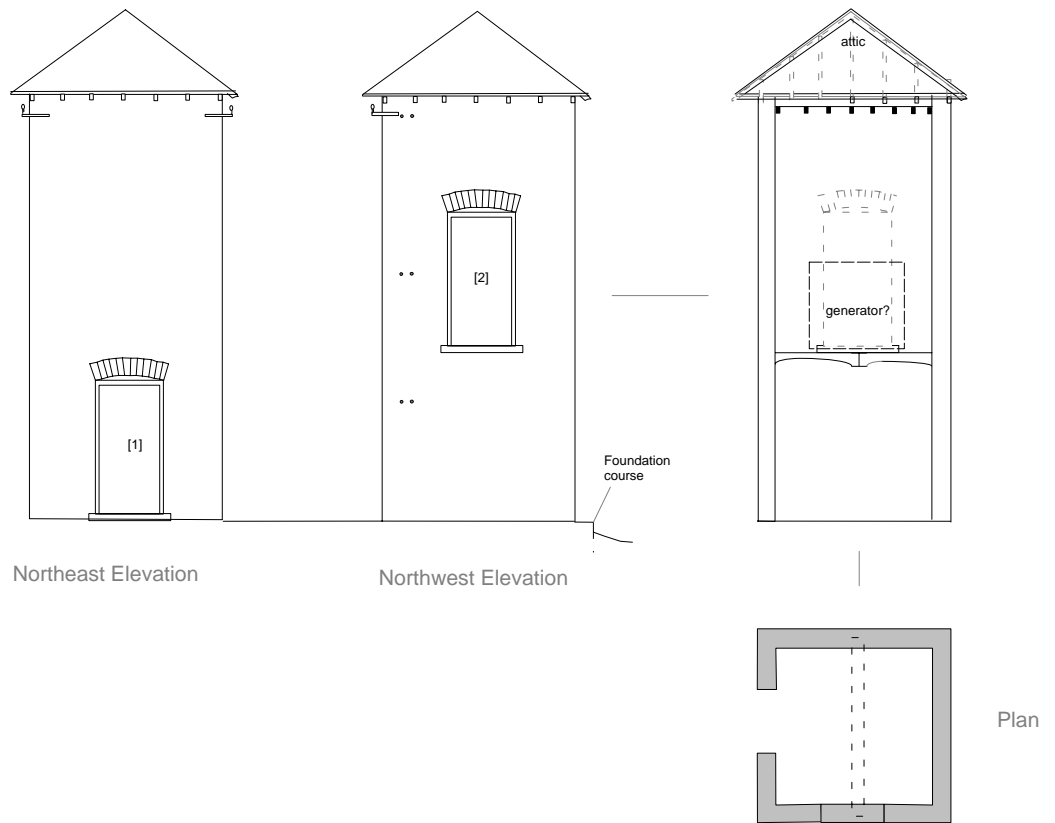 attic
[2]
generator?
[1]
Foundation
course
Northeast Elevation
Northwest Elevation
Plan